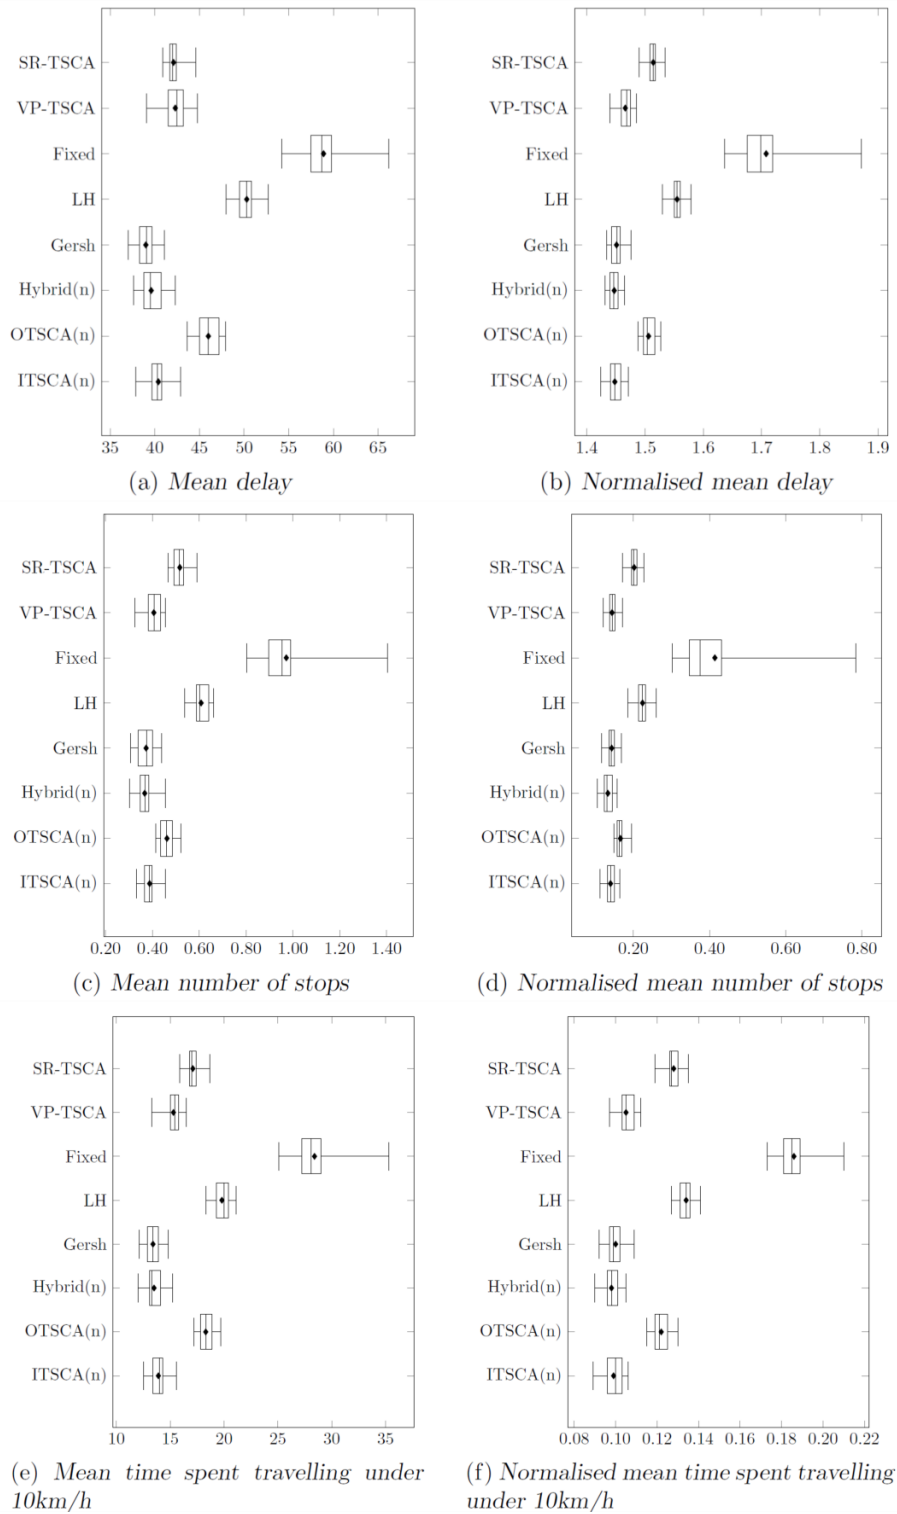 SR-TSCA
VP-TSCA
Fixed
LH
Gersh
Hybrid(n)
OTSCA(n)
ITSCA(n)
35 40 45 50 55 60 65
(a) Mean delay
SR-TSCA
VP-TSCA
Fixed
LH
Gersh
Hybrid(n)
OTSCA(n)
ITSCA(n)
1.4 1.5 1.6 1.7 1.8 1.9
(b) Normalised mean delay
SR-TSCA
VP-TSCA
Fixed
LH
Gersh
Hybrid(n)
OTSCA(n)
ITSCA(n)
0.20 0.40 0.60 0.80 1.00 1.20 1.40
(c) Mean number of stops
SR-TSCA
VP-TSCA
Fixed
LH
Gersh
Hybrid(n)
OTSCA(n)
ITSCA(n)
0.20 0.40 0.60 0.80
(d) Normalised mean number of stops
SR-TSCA
VP-TSCA
Fixed
LH
Gersh
Hybrid(n)
OTSCA(n)
ITSCA(n)
10 15 20 25 30 35
(e) Mean time spent travelling under
10km/h
SR-TSCA
VP-TSCA
Fixed
LH
Gersh
Hybrid(n)
OTSCA(n)
ITSCA(n)
0.08 0.10 0.12 0.14 0.16 0.18 0.20 0.22
(f) Normalised mean time spent travelling
under 10km/h